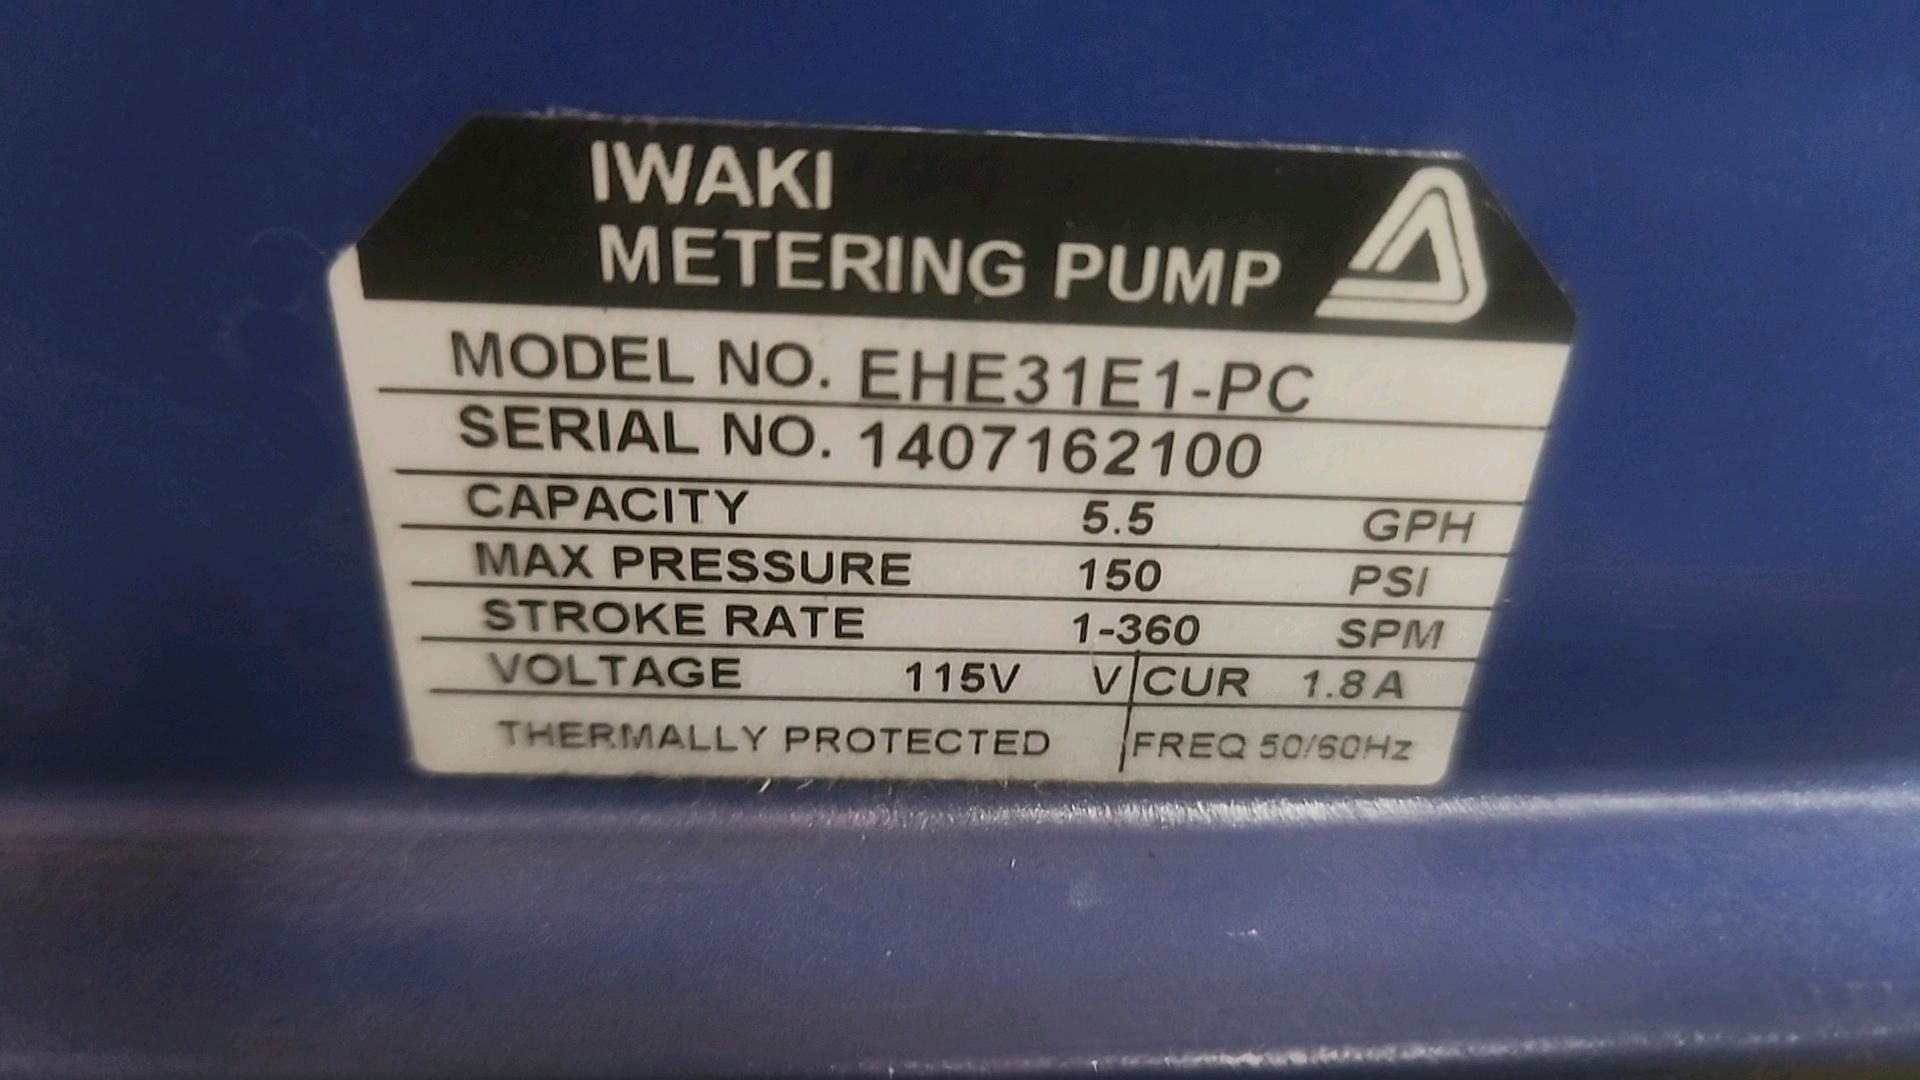 IWAKI
METERING PUMP
MODEL NO. EHE31E1-PC
SERIAL NO. 1407162100
CAPACITY 5.5 GPH
MAX PRESSURE 150 PSI
STROKE RATE 1-360 SPM
VOLTAGE 115V V CUR 1.8 A
THERMALLY PROTECTED FREQ 50/60Hz